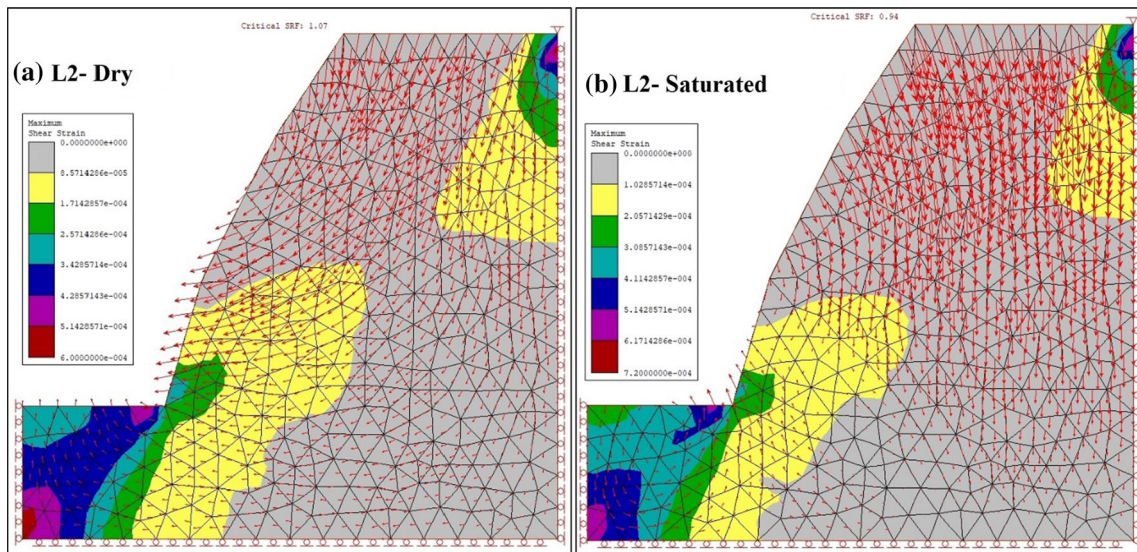 Critical SRF: 1.07
(a) L2- Dry
Maximum
Shear Strain
0.0000000e+000
8.5714286e-005
1.7142857e-004
2.5714286e-004
3.4285714e-004
4.2857143e-004
5.1428571e-004
6.0000000e-004
Critical SRF: 0.94
(b) L2- Saturated
Maximum
Shear Strain
0.0000000e+000
1.0285714e-004
2.0571429e-004
3.0857143e-004
4.1142857e-004
5.1428571e-004
6.1714286e-004
7.2000000e-004